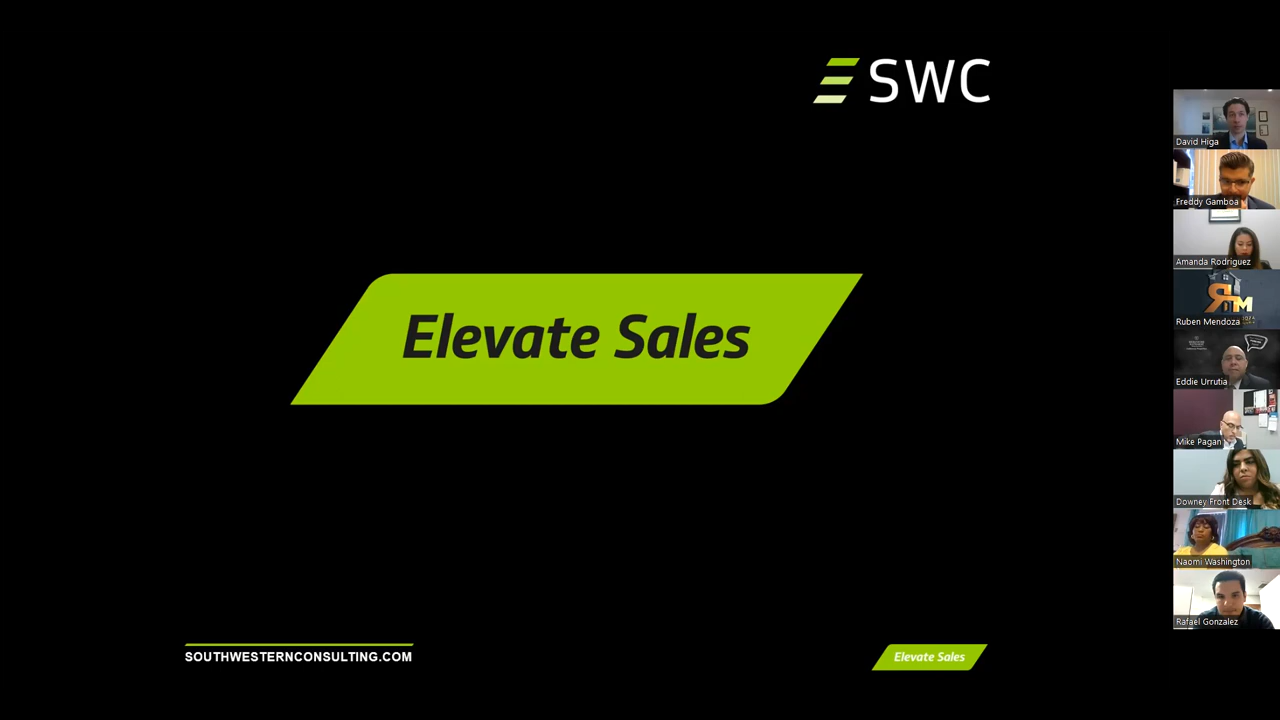 SWC
Elevate Sales
SOUTHWESTERNCONSULTING.COM
Elevate Sales
David Higa
Freddy Gamboa
Amanda Rodriguez
RM
Ruben Mendoza
Eddie Urrutia
Mike Pagan
Downey Front Desk
Naomi Washington
Rafael Gonzalez